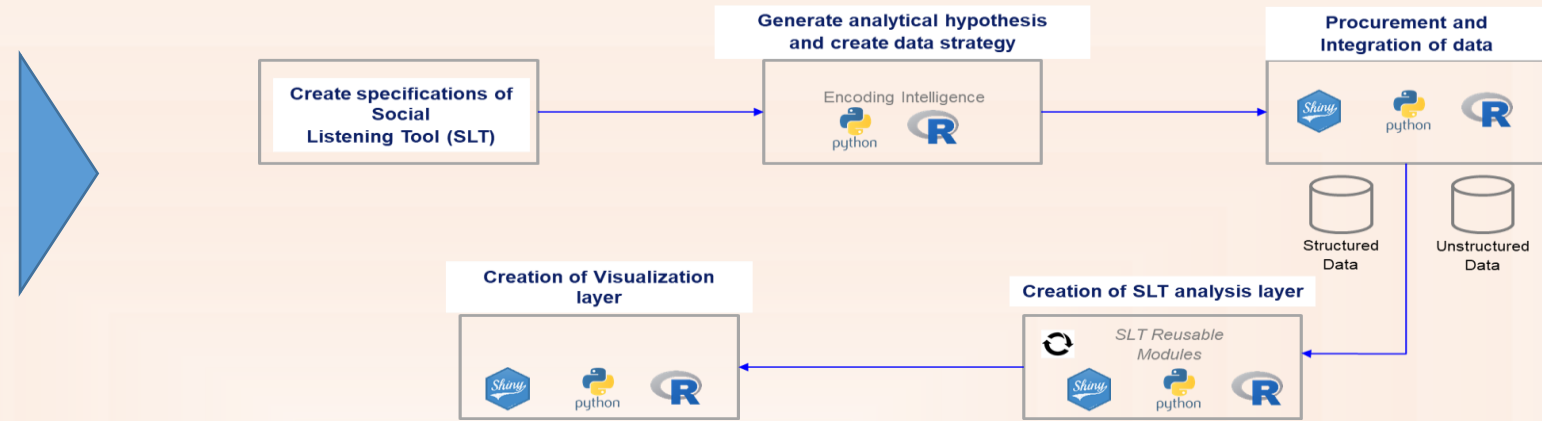 Create specifications of
Social
Listening Tool (SLT)
Generate analytical hypothesis
and create data strategy
Encoding Intelligence
python
R
Procurement and
Integration of data
Shiny
python
R
Structured
Data
Unstructured
Data
Creation of SLT analysis layer
SLT Reusable
Modules
Shiny
python
R
Creation of Visualization
layer
Shiny
python
R